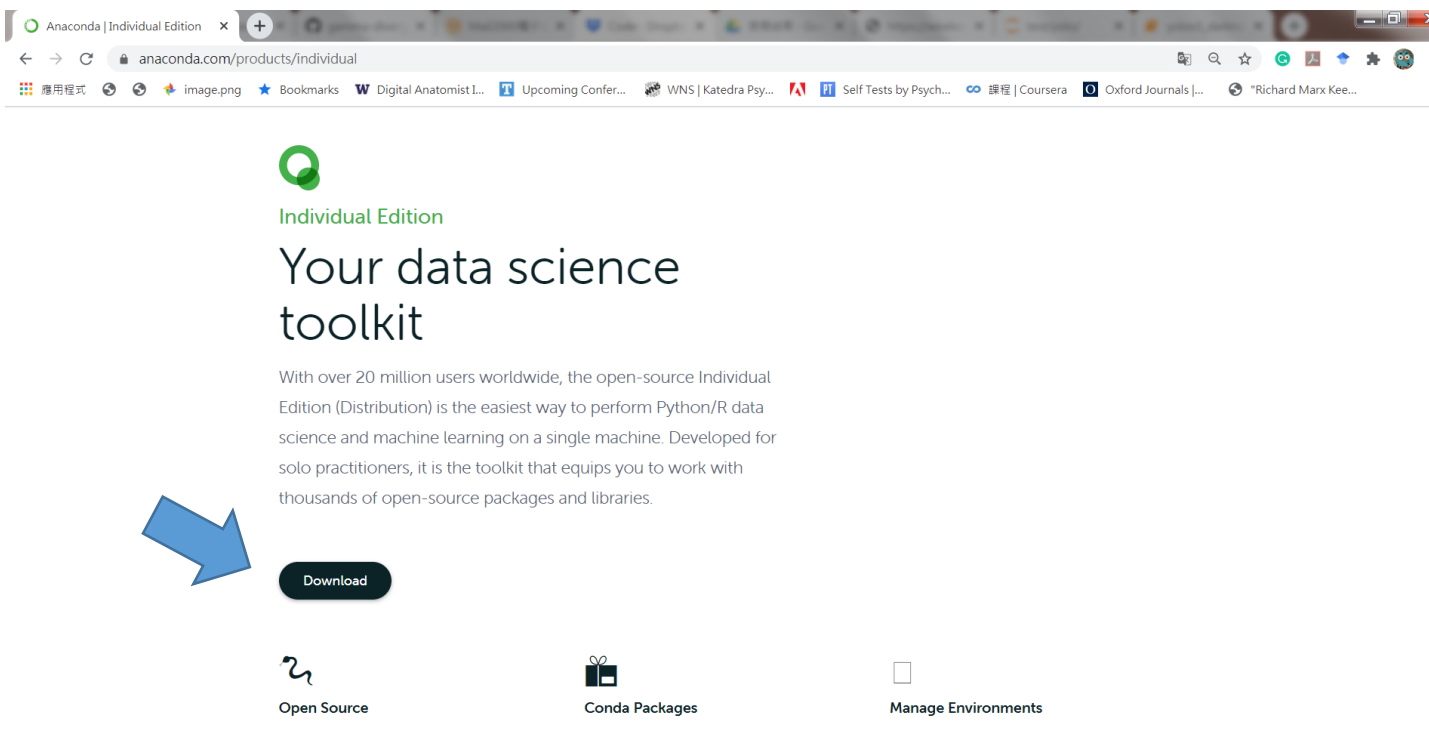 Anaconda | Individual Edition
anaconda.com/products/individual
應用程式 image.png Bookmarks W Digital Anatomist I... Upcoming Confer... WNS | Katedra Psy... PT Self Tests by Psych... 課程 | Coursera O Oxford Journals |... "Richard Marx Kee...
Individual Edition
Your data science
toolkit
With over 20 million users worldwide, the open-source Individual
Edition (Distribution) is the easiest way to perform Python/R data
science and machine learning on a single machine. Developed for
solo practitioners, it is the toolkit that equips you to work with
thousands of open-source packages and libraries.
Download
Open Source
Conda Packages
Manage Environments